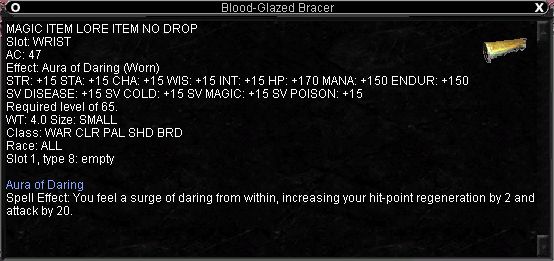 Blood-Glazed Bracer
MAGIC ITEM LORE ITEM NO DROP
Slot: WRIST
AC: 47
Effect: Aura of Daring (Worn)
STR: +15 STA: +15 CHA: +15 WIS: +15 INT: +15 HP: +170 MANA: +150 ENDUR: +150
SV DISEASE: +15 SV COLD: +15 SV MAGIC: +15 SV POISON: +15
Required level of 65.
WT: 4.0 Size: SMALL
Class: WAR CLR PAL SHD BRD
Race: ALL
Slot 1, type 8: empty
Aura of Daring
Spell Effect: You feel a surge of daring from within, increasing your hit-point regeneration by 2 and
attack by 20.